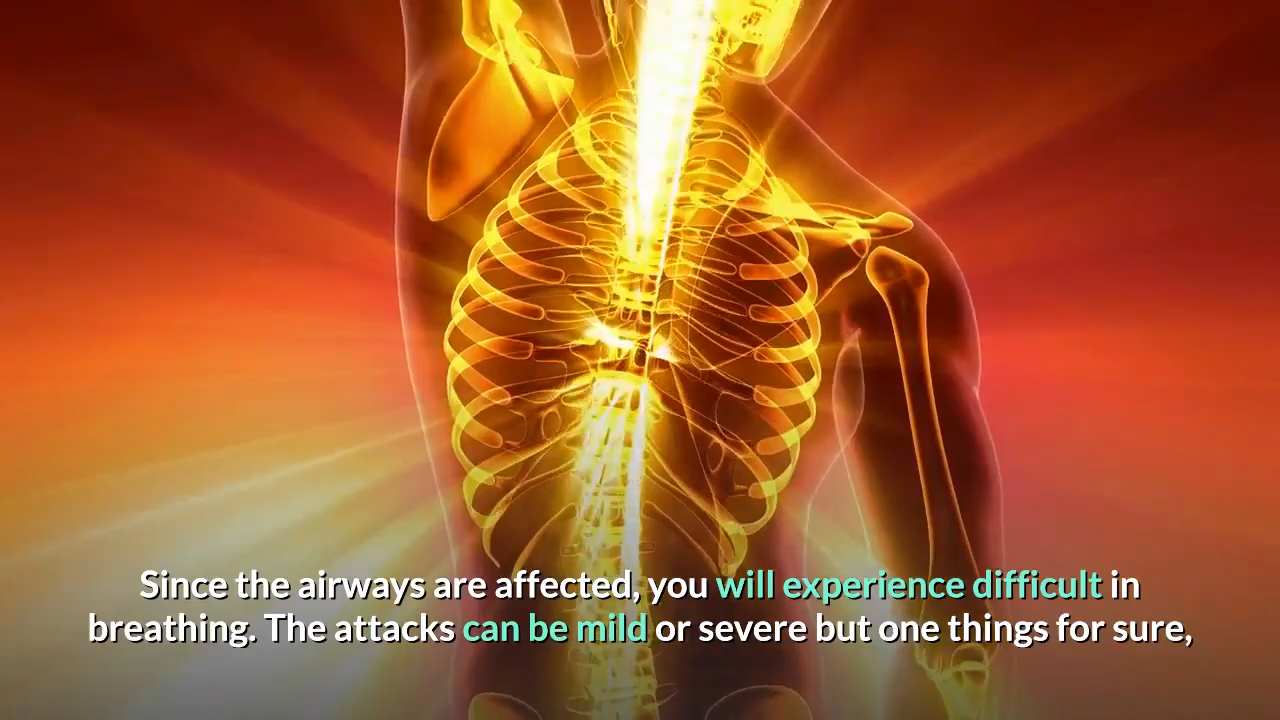 Since the airways are affected, you will experience difficult in
breathing. The attacks can be mild or severe but one things for sure,